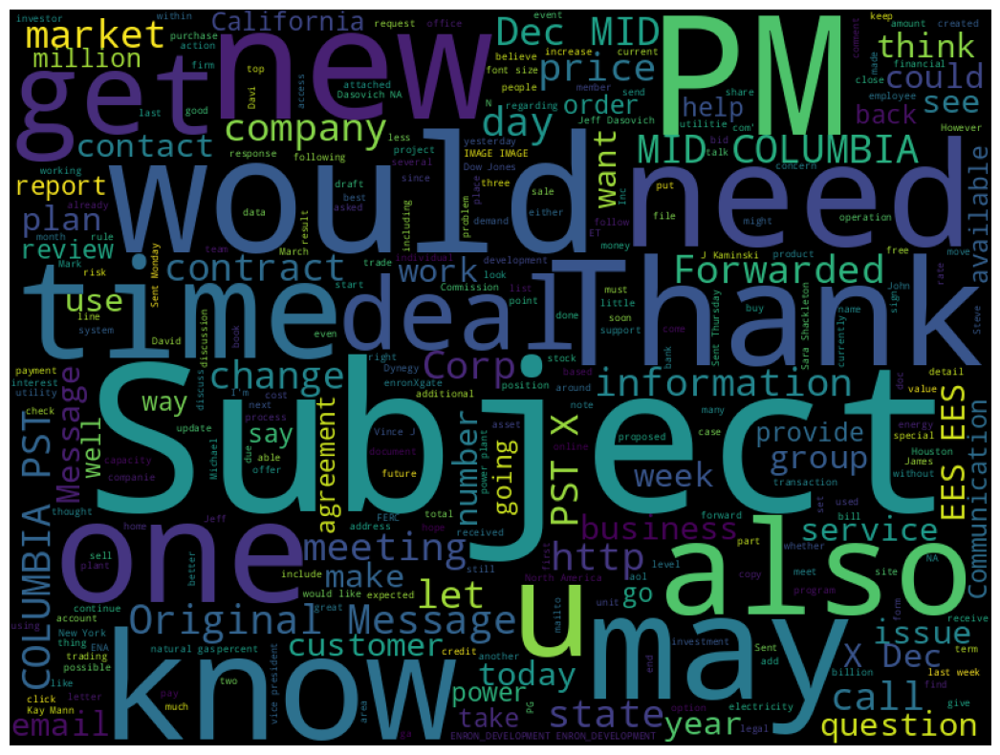 market
million
California
new
get
PM
Dec MID
price
order
think
could
see
back
help
contact
company
day
MID COLUMBIA
want
available
report
plan
review
would
need
time
deal
Thank
contract
work
Forwarded
use
Corp
Subject
change
information
Message
way
well
say
agreement
number
going
PST X
week
provide
group
EES EES
communication
COLUMBIA PST
one
meeting
make
http
business
also
service
let
u
go
Original Message
customer
know
may
issue
X Dec
today
power
take
state
year
call
question
email
investor
within
request
office
purchase
action
firm
top
Davi
attached
Dasovich NA
access
last
good
font size
believe
people
event
increase
current
amount
keep
created
comment
financial
made
close
employee
However
member
send
regarding
share
Jeff Dasovich
utilitie
com'
bid
talk
concern
working
response
following
less
project
several
since
yesterday
IMAGE IMAGE
Dow Jones
three
place
problem
sale
either
demand
draft
best
asked
data
including
result
already
month
rule
Mark
risk
team
March
Sent Monday
line
system
David
book
discussion
trade
individual
development
start
look
Commission
list
point
even
must
little
done
soon
support
Inc
ET
follow
money
put
file
might
operation
J Kaminski
product
free
move
rate
buy
John
sign
name
currently
Steve
Sara Shackleton
Sent Thursday
bank
come
stock
based
payment
interest
utility
check
right
Dynegy
enronXgate
position
additional
discuss
I'm
cost
next
process
update
Vince J
able
due
document
offer
asset
around
note
many
power plant
online
proposed
case
doc
detail
value
energy
special
Houston
James
without
transaction
capacity
companie
thought
Michael
future
hope
total
received
address
FERC
Jeff
hone
sell
plant
better
include
would like
expected
still
first
North America
level
aol
forward
set
used
bill
part
whether
NA
meet
site
copy
program
form
receive
continue
account
using
great
New York
thing
ENA
trading
possible
natural gaspercent
like
click
letter
Kay Mann
pay
much
two
vice president
area
credit
another
mailto
unit
end
investment
Sent
add
billion
term
last week
find
give
PG
option
legal
electricity
ga
ENRON_DEVELOPMENT ENRON_DEVELOPMENT